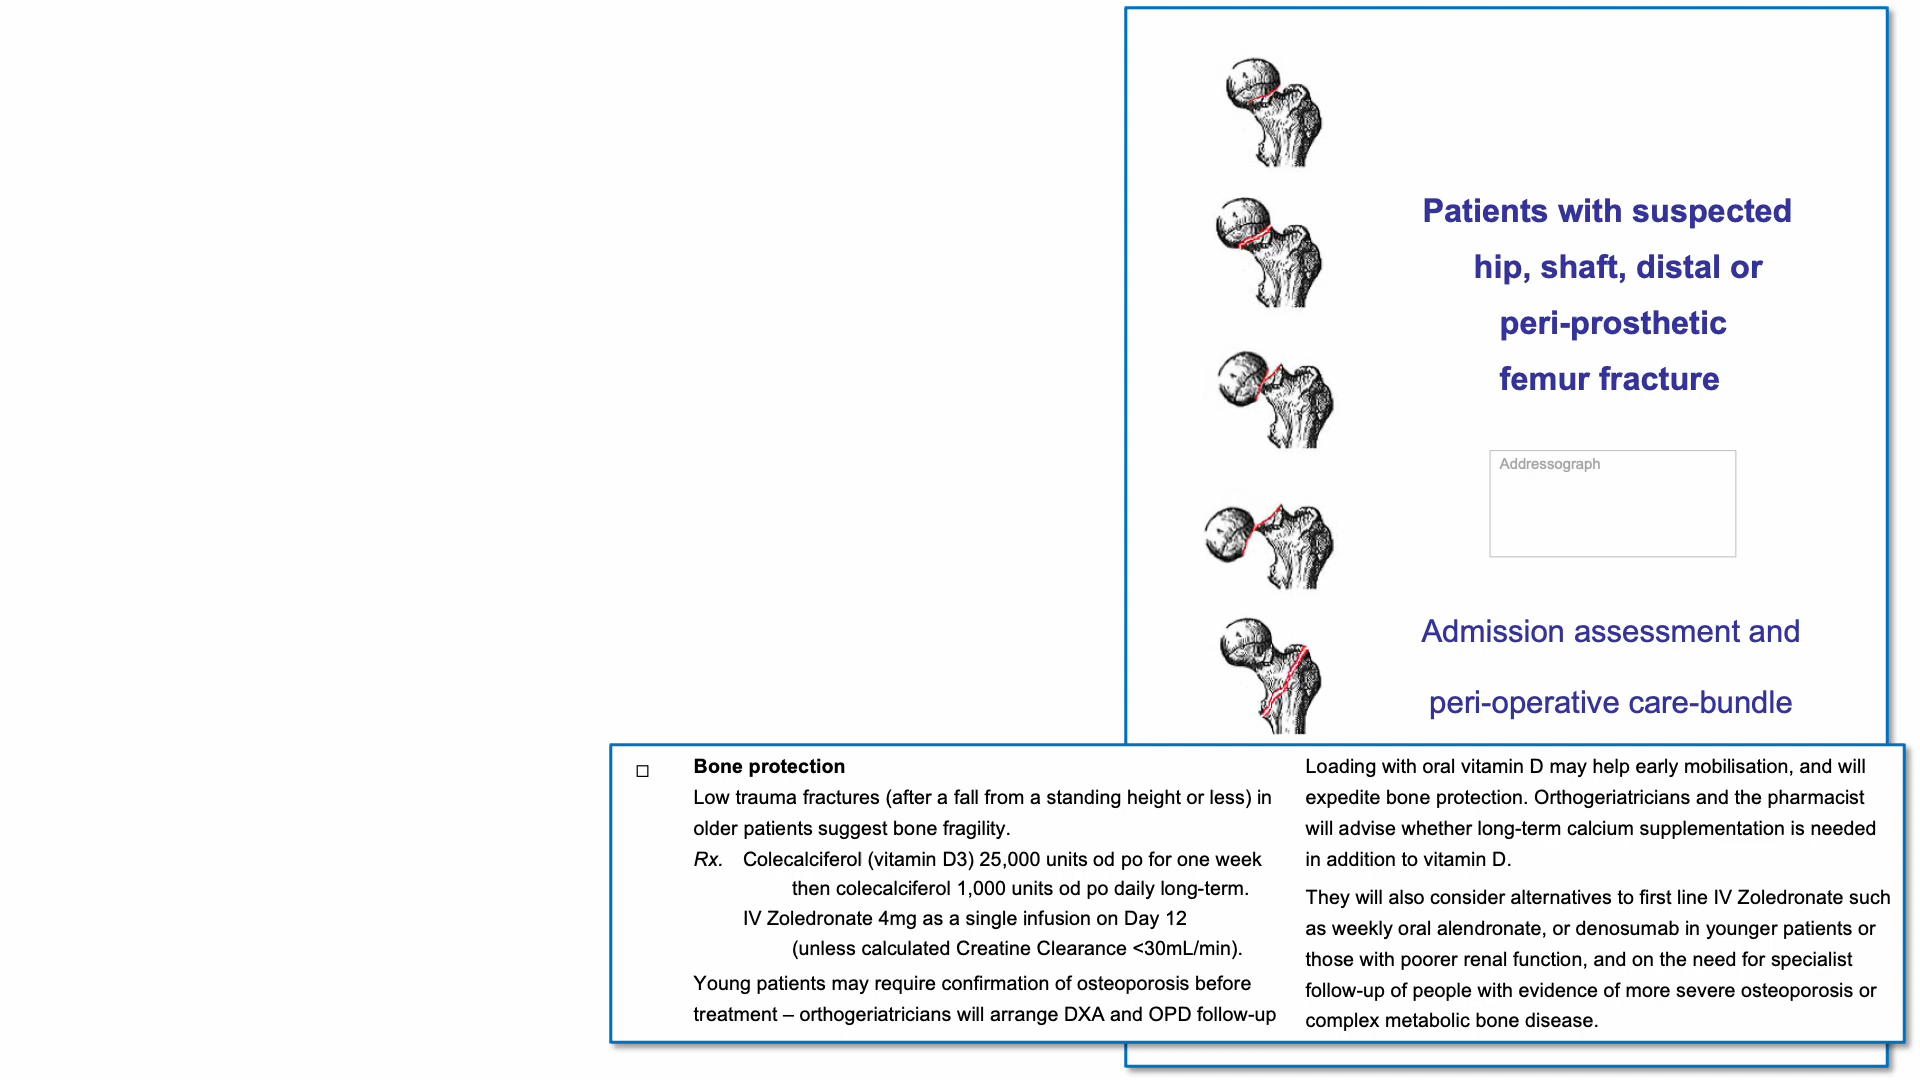 Patients with suspected
hip, shaft, distal or
peri-prosthetic
femur fracture
Addressograph
Admission assessment and
peri-operative care-bundle
□ Bone protection
Low trauma fractures (after a fall from a standing height or less) in
older patients suggest bone fragility.
Rx. Colecalciferol (vitamin D3) 25,000 units od po for one week
then colecalciferol 1,000 units od po daily long-term.
IV Zoledronate 4mg as a single infusion on Day 12
(unless calculated Creatine Clearance <30mL/min).
Young patients may require confirmation of osteoporosis before
treatment – orthogeriatricians will arrange DXA and OPD follow-up
Loading with oral vitamin D may help early mobilisation, and will
expedite bone protection. Orthogeriatricians and the pharmacist
will advise whether long-term calcium supplementation is needed
in addition to vitamin D.
They will also consider alternatives to first line IV Zoledronate such
as weekly oral alendronate, or denosumab in younger patients or
those with poorer renal function, and on the need for specialist
follow-up of people with evidence of more severe osteoporosis or
complex metabolic bone disease.